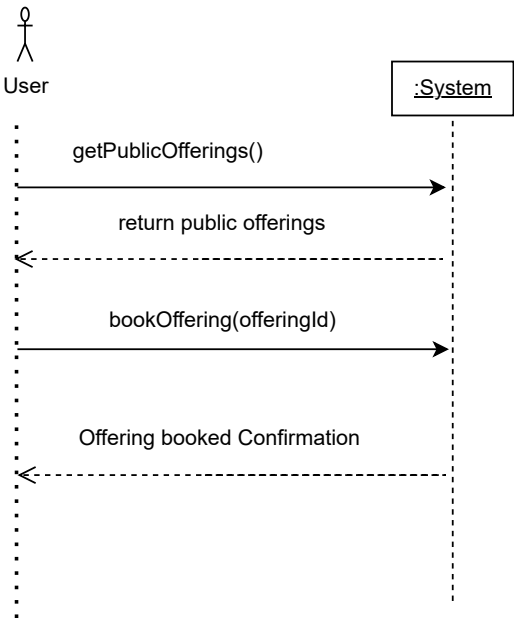 User
:System
getPublicOfferings()
return public offerings
bookOffering(offeringId)
Offering booked Confirmation